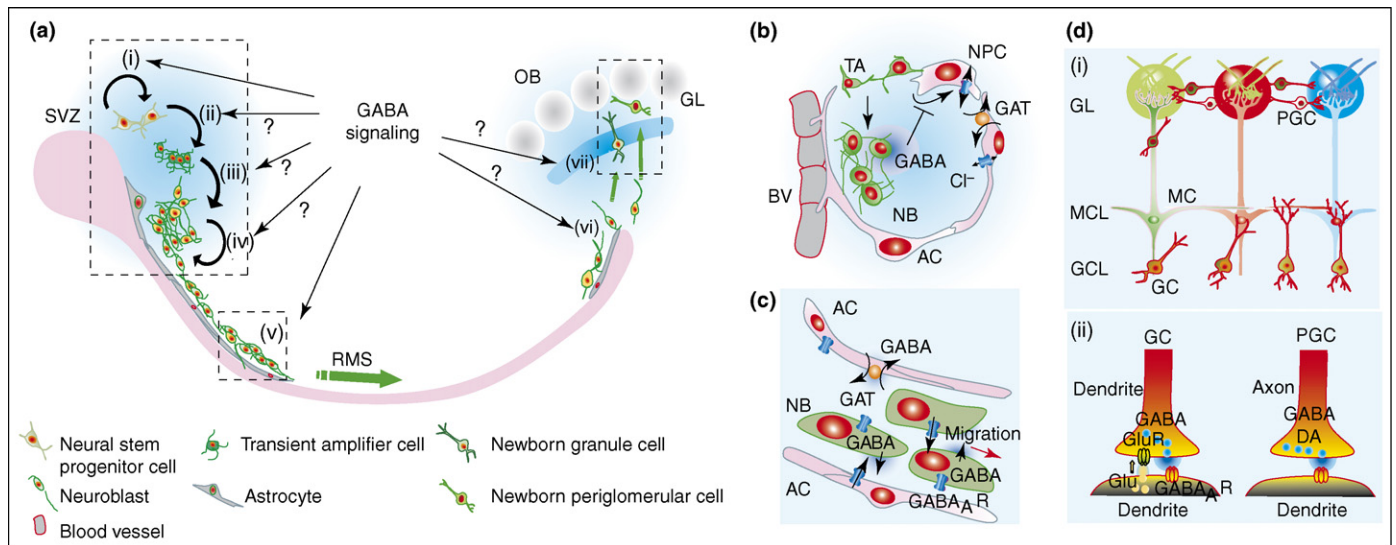 (a)
(i)
(ii)
?
(iii)
?
(iv)
?
(v)
SVZ
GABA
signaling
?
?
(vi)
(vii)
OB
GL
RMS
Neural stem
progenitor cell
Neuroblast
Blood vessel
Transient amplifier cell
Astrocyte
Newborn granule cell
Newborn periglomerular cell
(b)
TA
NPC
GAT
GABA
Cl–
BV
NB
AC
(c)
AC
GABA
GAT
NB
GABA
Migration
GABA
AC
GABAAR
(d)
(i)
GL
PGC
MCL
MC
GCL
GC
(ii)
GC
Dendrite
GABA
GluR
Glu
GABAAR
Dendrite
PGC
Axon
GABA
DA
Dendrite